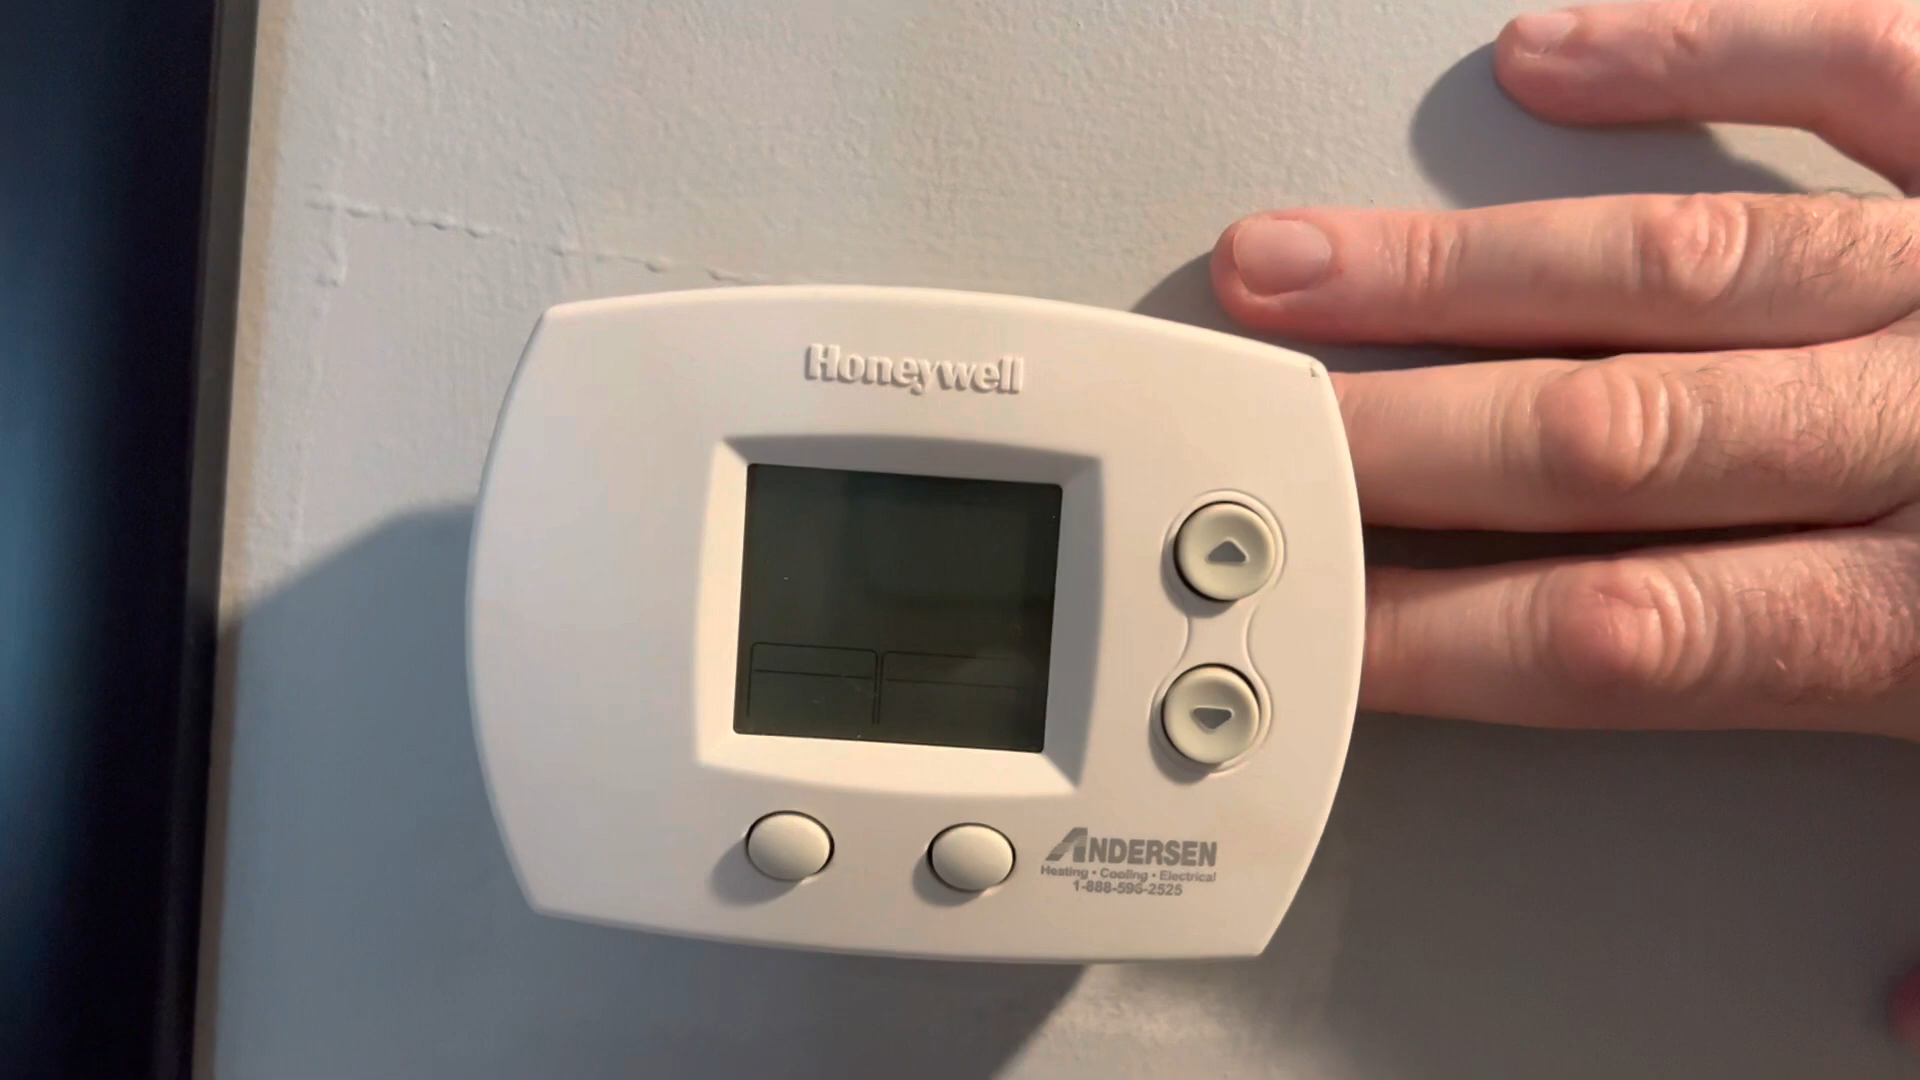 Honeywell
ANDERSEN
Heating • Cooling • Electrical
1-888-596-2525